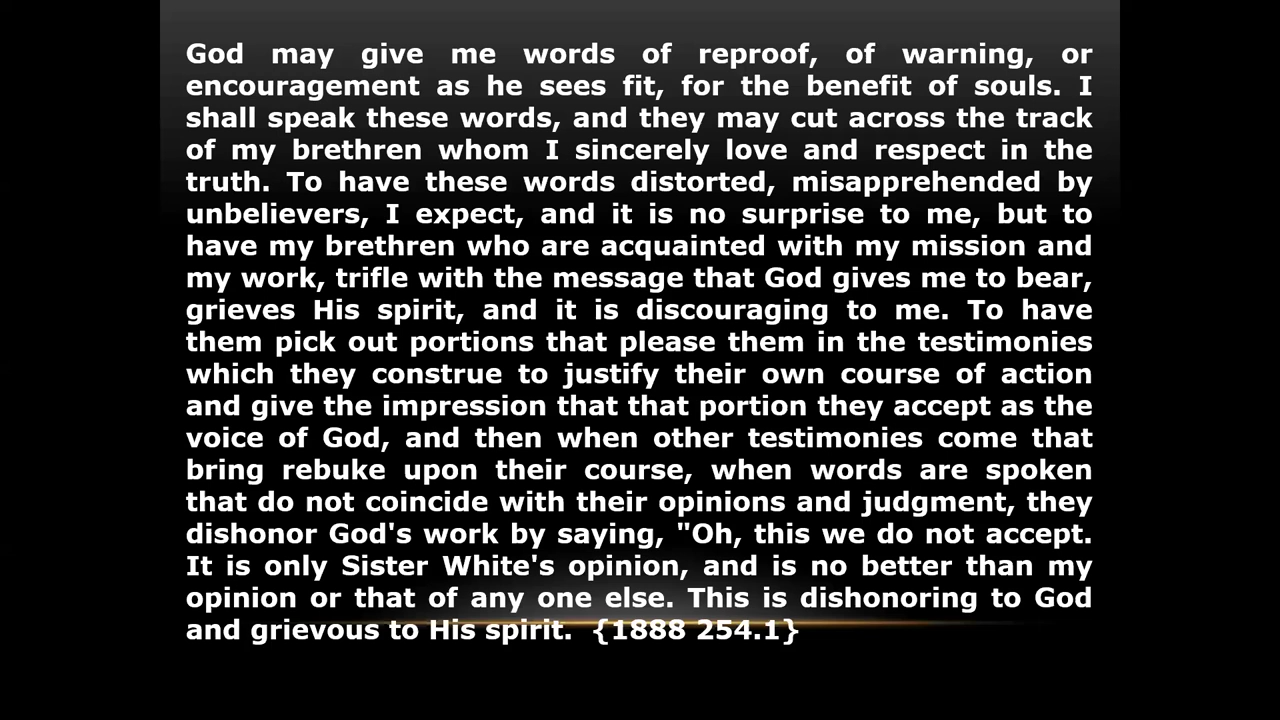 God may give me words of reproof, of warning, or
encouragement as he sees fit, for the benefit of souls. I
shall speak these words, and they may cut across the track
of my brethren whom I sincerely love and respect in the
truth. To have these words distorted, misapprehended by
unbelievers, I expect, and it is no surprise to me, but to
have my brethren who are acquainted with my mission and
my work, trifle with the message that God gives me to bear,
grieves His spirit, and it is discouraging to me. To have
them pick out portions that please them in the testimonies
which they construe to justify their own course of action
and give the impression that that portion they accept as the
voice of God, and then when other testimonies come that
bring rebuke upon their course, when words are spoken
that do not coincide with their opinions and judgment, they
dishonor God's work by saying, "Oh, this we do not accept.
It is only Sister White's opinion, and is no better than my
opinion or that of any one else. This is dishonoring to God
and grievous to His spirit.  {1888 254.1}